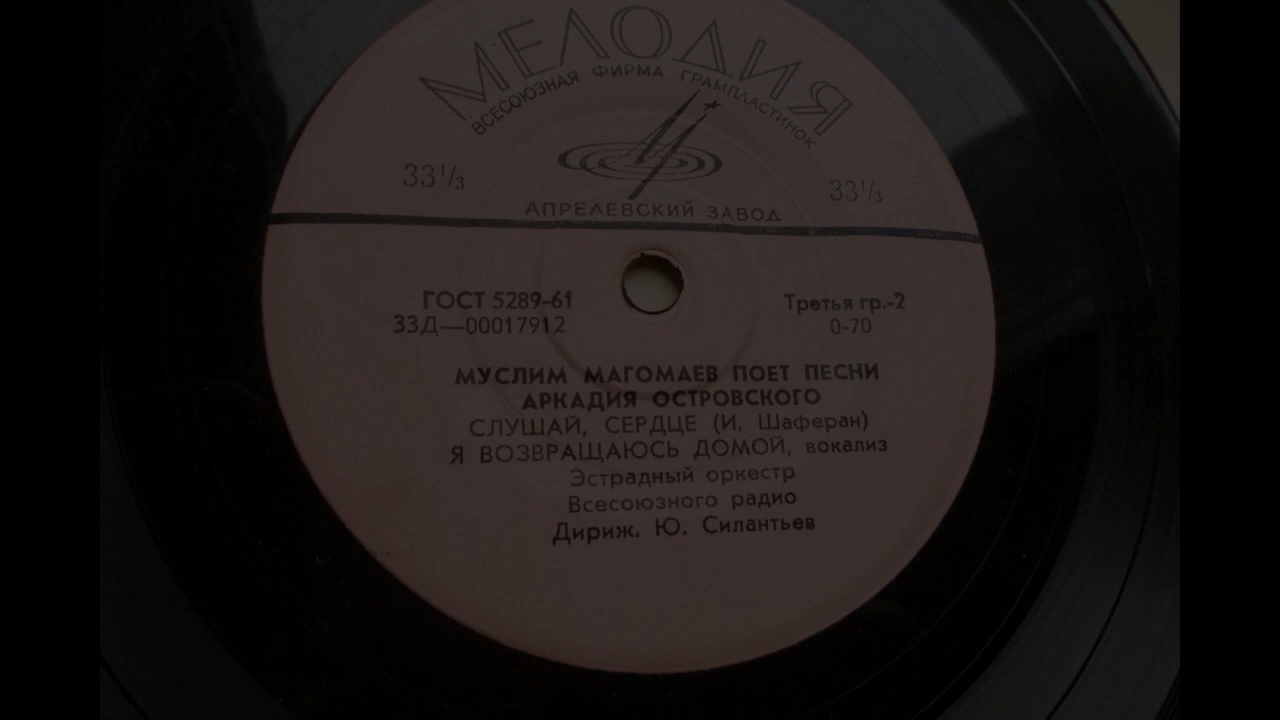 МЕЛОДИЯ
ВСЕСОЮЗНАЯ ФИРМА ГРАМПЛАСТИНОК
33⅓ 33⅓
АПРЕЛЕВСКИЙ ЗАВОД
ГОСТ 5289-61 Третья гр.-2
33Д—00017912 0-70
МУСЛИМ МАГОМАЕВ ПОЕТ ПЕСНИ
АРКАДИЯ ОСТРОВСКОГО
СЛУШАЙ, СЕРДЦЕ (И. Шаферан)
Я ВОЗВРАЩАЮСЬ ДОМОЙ, вокализ
Эстрадный оркестр
Всесоюзного радио
Дириж. Ю. Силантьев